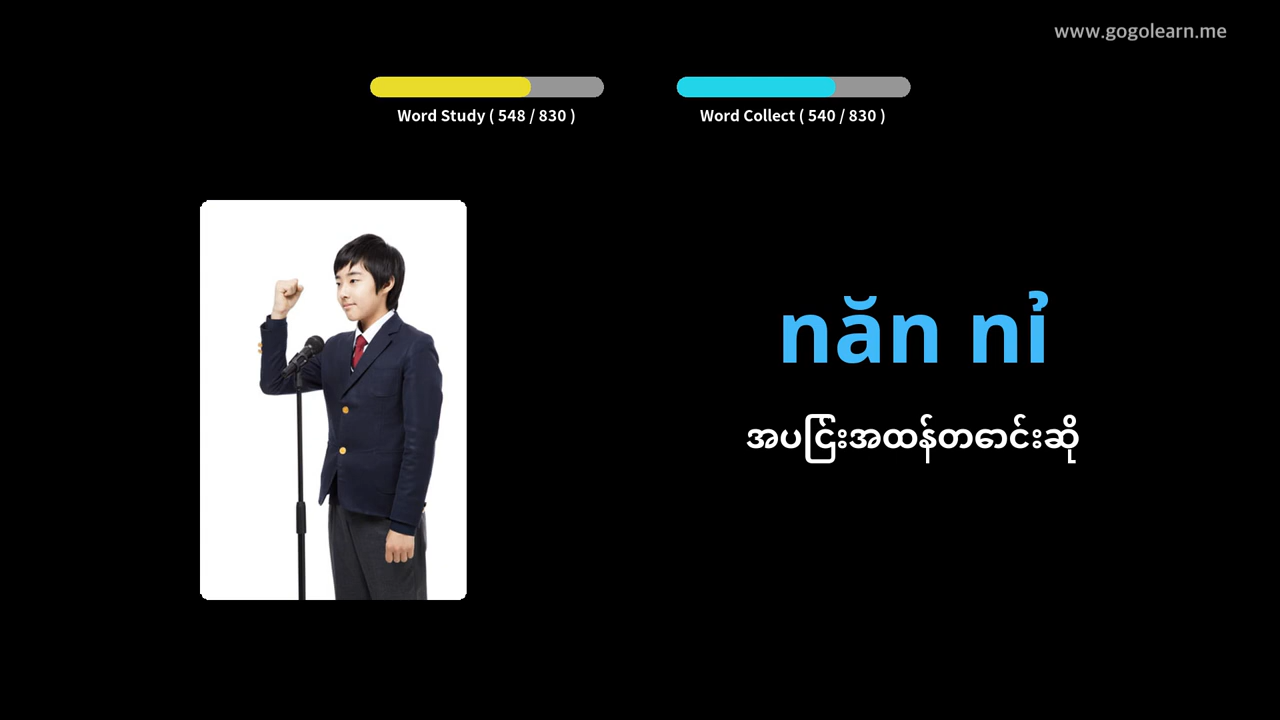 www.gogolearn.me
Word Study ( 548 / 830 )
Word Collect ( 540 / 830 )
năn nỉ
အပငြ်းအထန်တောင်းဆို